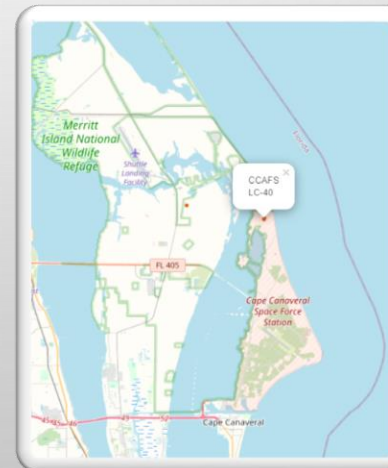 Merritt
Island National
Wildlife
Refuge
Shuttle
Landing
Facility
Florida
CCAFS
LC-40
×
FL 405
Cape Canaveral
Space Force
Station
Cape Canaveral